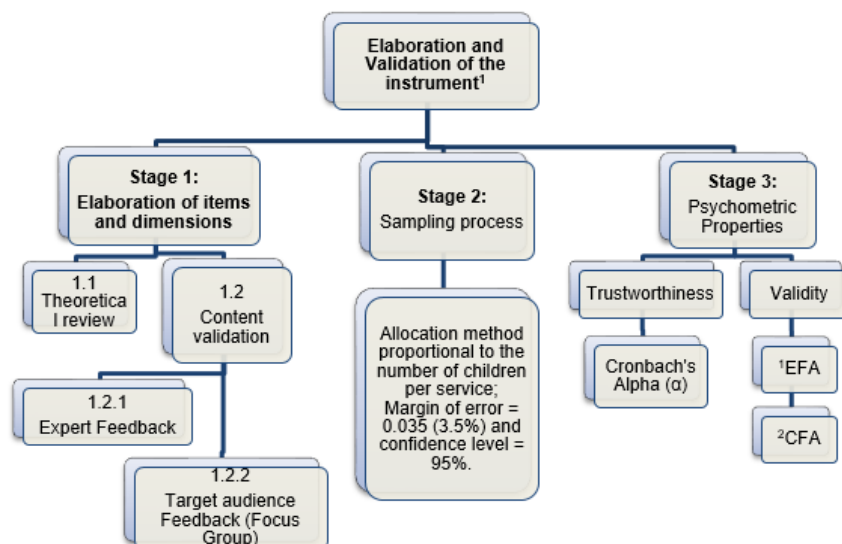 Elaboration and
Validation of the
instrument¹
Stage 1:
Elaboration of items
and dimensions
Stage 2:
Sampling process
Stage 3:
Psychometric
Properties
1.1
Theoretica
l review
1.2
Content
validation
Trustworthiness
Validity
Allocation method
proportional to the
number of children
per service;
Margin of error =
0.035 (3.5%) and
confidence level =
95%.
Cronbach's
Alpha (α)
¹EFA
1.2.1
Expert Feedback
²CFA
1.2.2
Target audience
Feedback (Focus
Group)